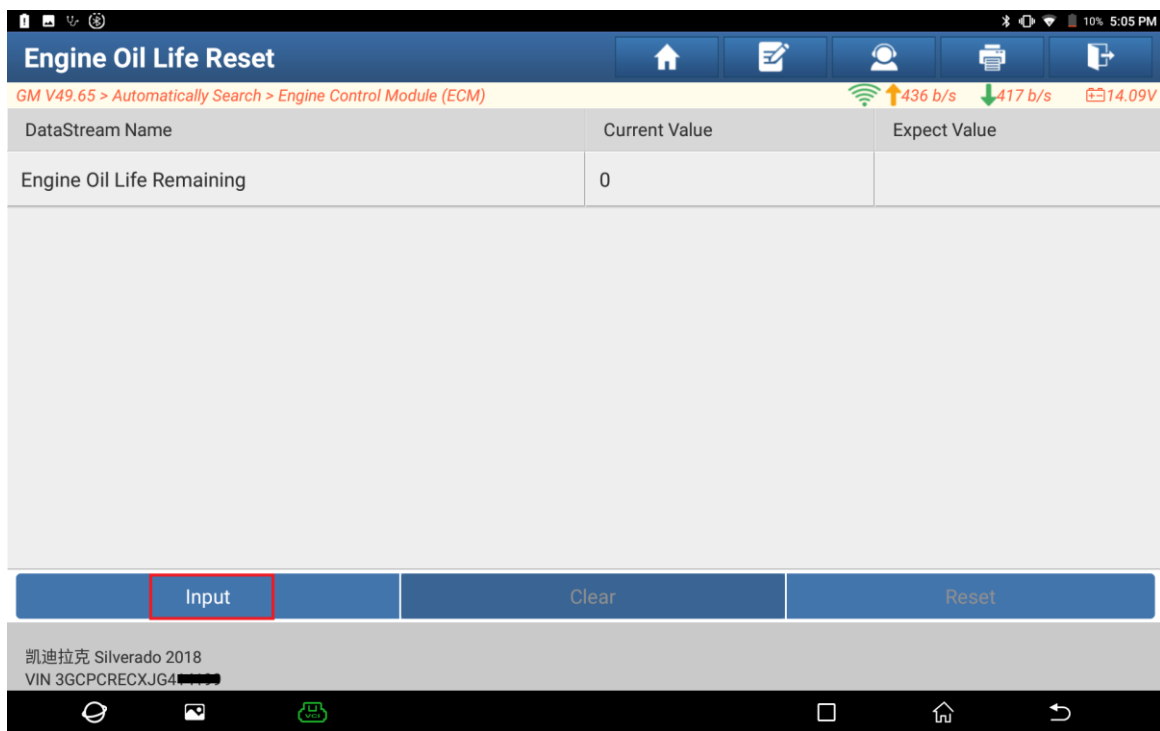 10% 5:05 PM
Engine Oil Life Reset
GM V49.65 > Automatically Search > Engine Control Module (ECM) 436 b/s 417 b/s 14.09V
DataStream Name Current Value Expect Value
Engine Oil Life Remaining 0
Input Clear Reset
凯迪拉克 Silverado 2018
VIN 3GCPCRECXJG4
VCI